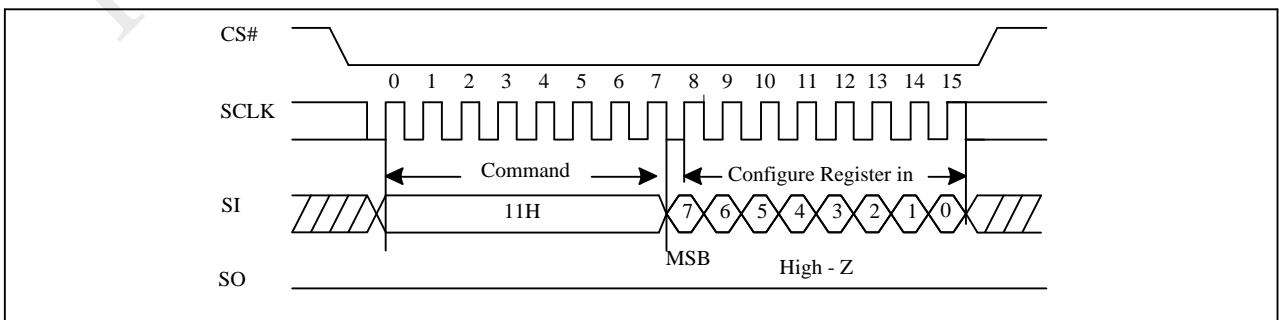 CS#
0 1 2 3 4 5 6 7 8 9 10 11 12 13 14 15
SCLK
Command Configure Register in
SI 11H 7 6 5 4 3 2 1 0
MSB High - Z
SO